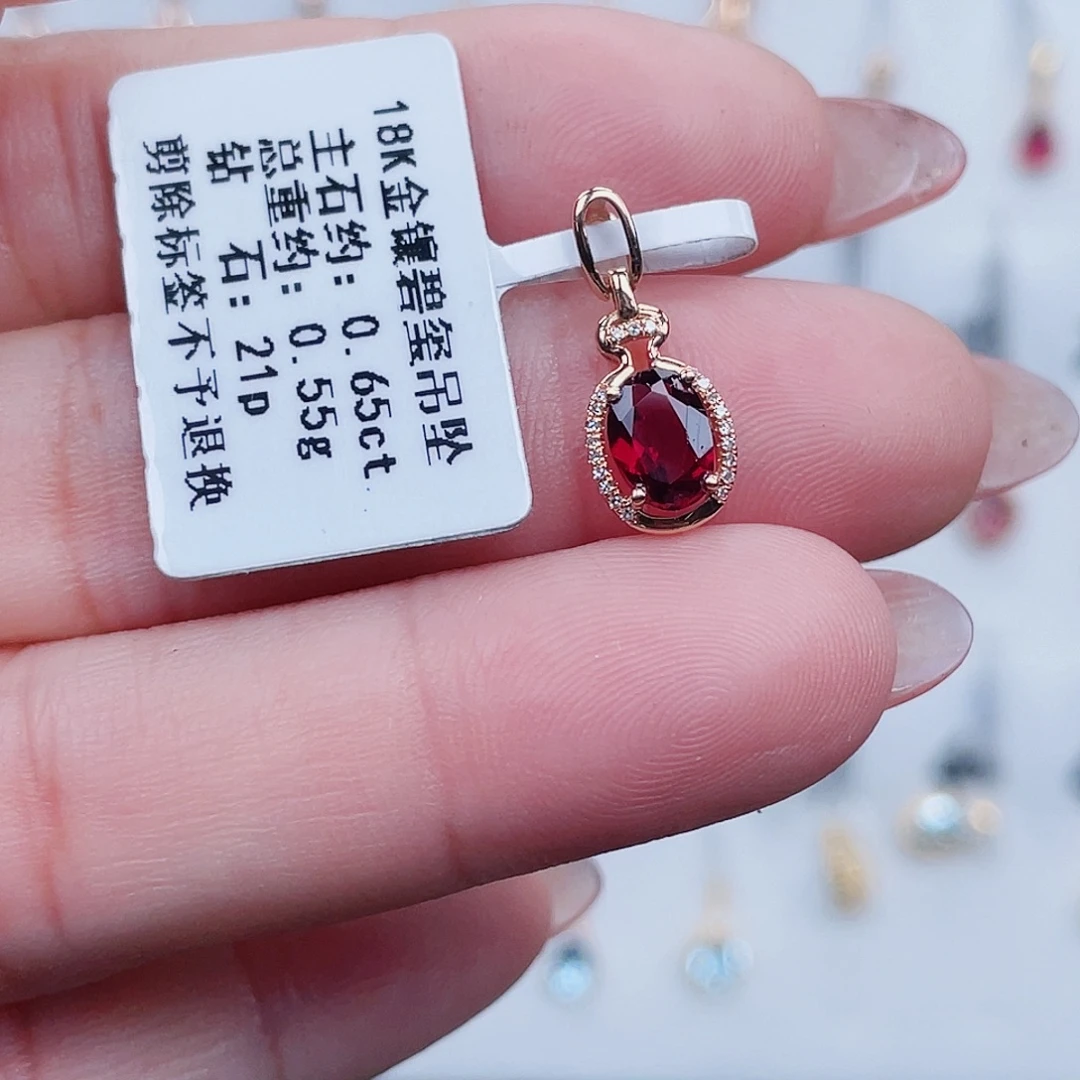 18K金镶碧玺吊坠
主石约: 0.65ct
总重约: 0.55g
钻 石: 21p
剪除标签不予退换